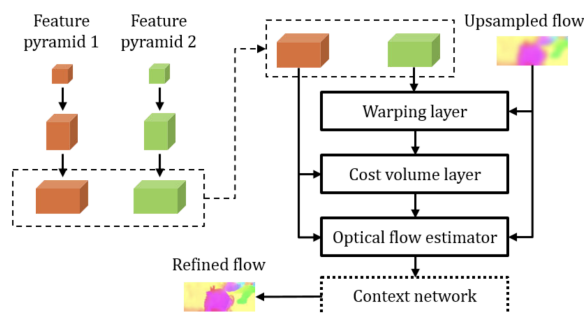 Feature
pyramid 1
Feature
pyramid 2
Upsampled flow
Warping layer
Cost volume layer
Optical flow estimator
Refined flow
Context network